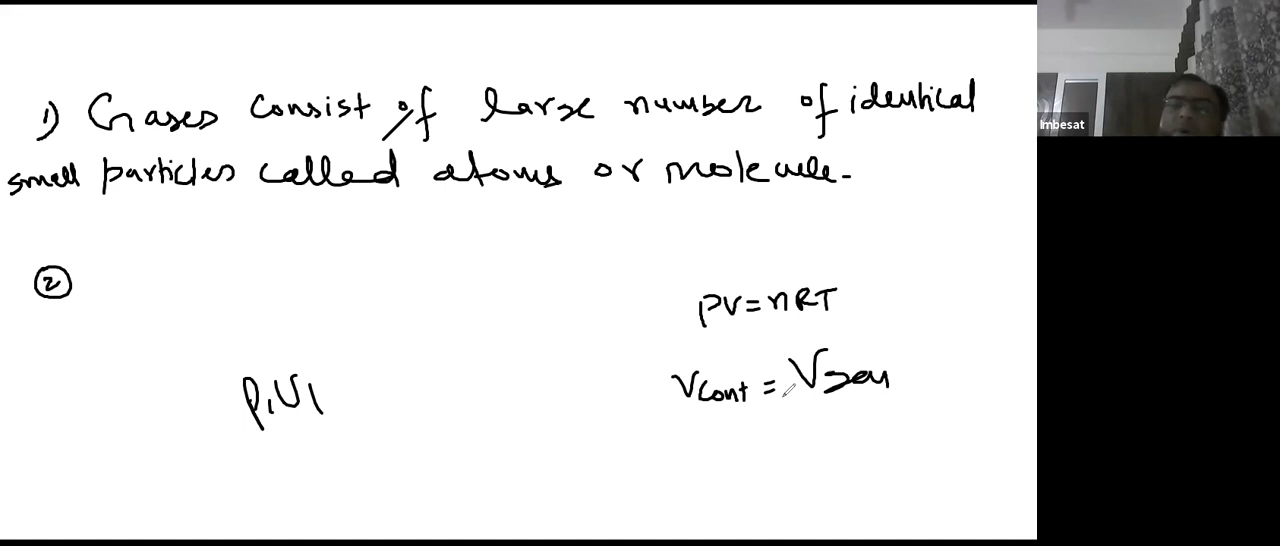 1) Gases consist of large number of identical
small particles called atoms or molecule.
②
PV=nRT
Vcont = Vgas
P1V1
Imbesat